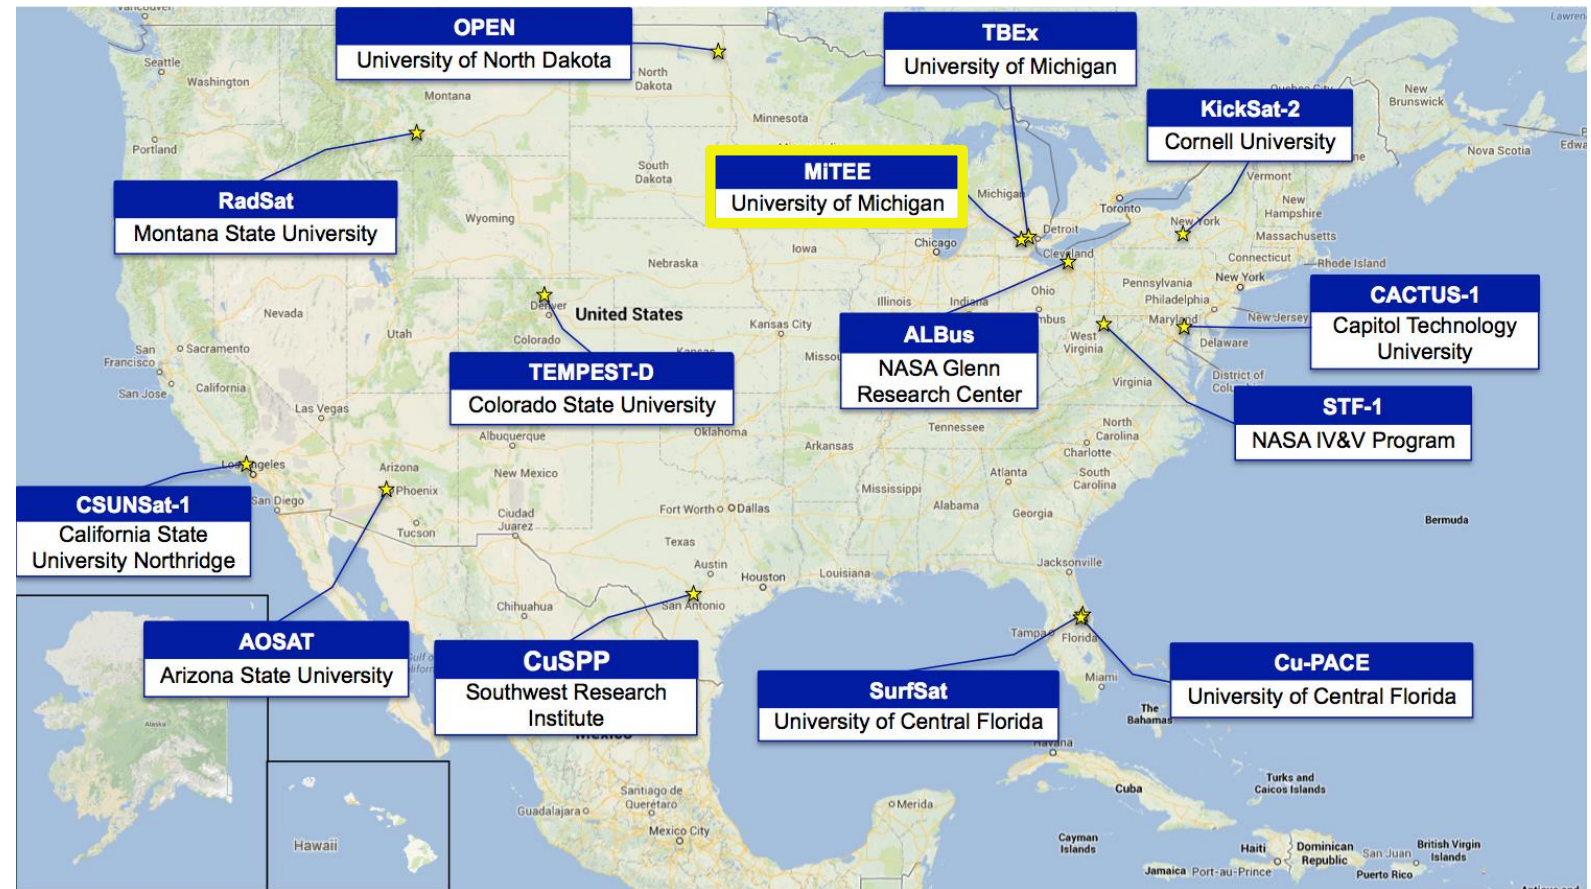 Vancouver
OPEN
University of North Dakota
TBEx
University of Michigan
Seattle
Washington
North
Dakota
Montana
Minnesota
New
Brunswick
KickSat-2
Cornell University
Portland
Nova Scotia
South
Dakota
MiTEE
University of Michigan
Vermont
RadSat
Montana State University
Michigan
Toronto
New
Hampshire
Wyoming
New York
Massachusetts
Detroit
Chicago
Iowa
Cleveland
Connecticut
Rhode Island
Nebraska
Pennsylvania
New York
Ohio
Philadelphia
Illinois
Indiana
CACTUS-1
Capitol Technology
University
Denver
United States
Nevada
Utah
Colorado
Kansas City
Maryland
New Jersey
West
Virginia
Delaware
ALBus
NASA Glenn
Research Center
San
Francisco
Sacramento
San Jose
California
TEMPEST-D
Colorado State University
Virginia
District of
STF-1
NASA IV&V Program
Las Vegas
Albuquerque
Oklahoma
Arkansas
Tennessee
North
Carolina
Charlotte
Los Angeles
Arizona
New Mexico
Atlanta
South
Carolina
Phoenix
Mississippi
Alabama
Georgia
San Diego
CSUNSat-1
California State
University Northridge
Tucson
Ciudad
Juarez
Fort Worth
Dallas
Texas
Bermuda
Austin
Houston
Louisiana
Jacksonville
Chihuahua
San Antonio
Tampa
Florida
AOSAT
Arizona State University
CuSPP
Southwest Research
Institute
Cu-PACE
University of Central Florida
Miami
SurfSat
University of Central Florida
The
Bahamas
Alaska
Mexico
Havana
Turks and
Caicos Islands
Cuba
Santiago de
Querétaro
Guadalajara
Merida
Mexico City
Hawaii
Cayman
Islands
Haiti
Dominican
Republic
San Juan
British Virgin
Islands
Jamaica
Port-au-Prince
Puerto Rico